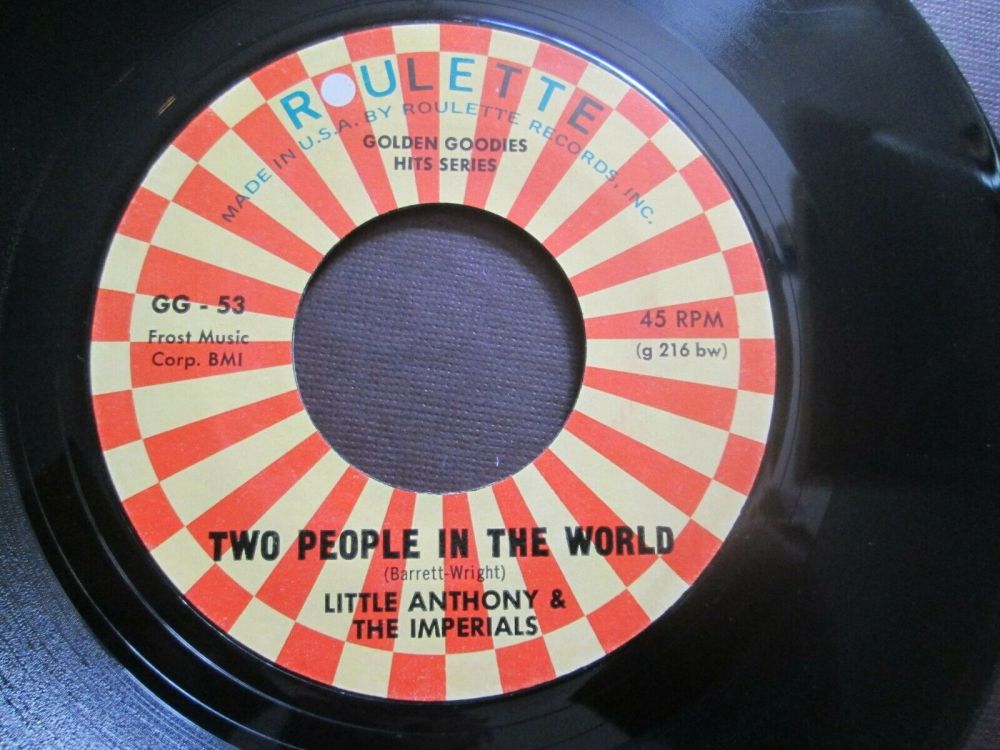 ROULETTE
MADE IN U.S.A. BY ROULETTE RECORDS, INC.
GOLDEN GOODIES
HITS SERIES
GG - 53
Frost Music
Corp. BMI
45 RPM
(g 216 bw)
TWO PEOPLE IN THE WORLD
(Barrett-Wright)
LITTLE ANTHONY &
THE IMPERIALS